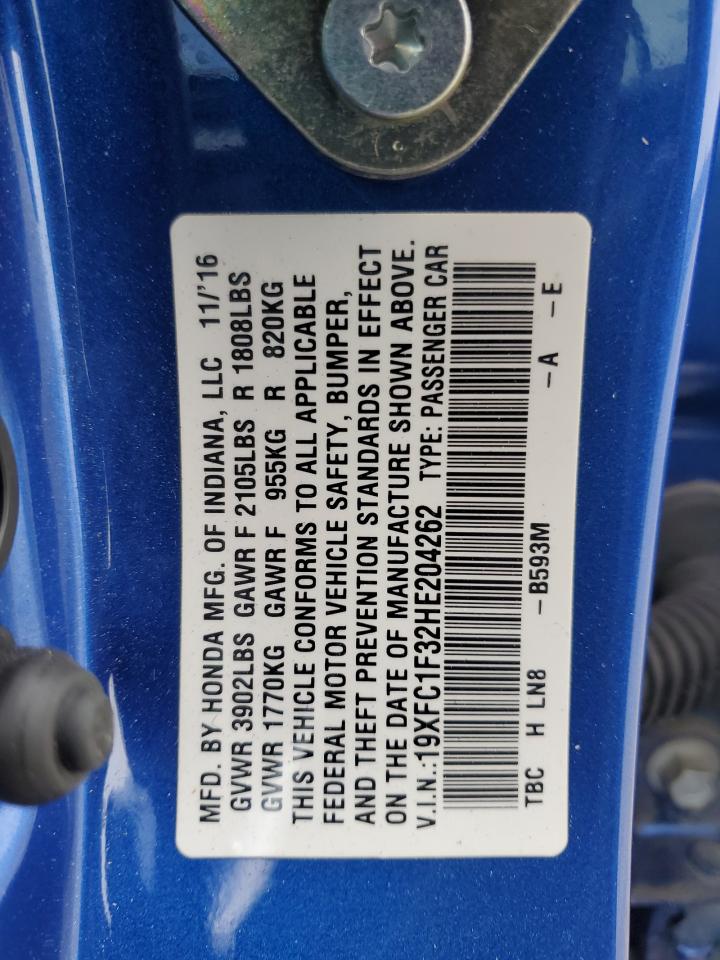 MFD. BY HONDA MFG. OF INDIANA, LLC 11/'16
GVWR 3902LBS GAWR F 2105LBS R 1808LBS
GVWR 1770KG GAWR F 955KG R 820KG
THIS VEHICLE CONFORMS TO ALL APPLICABLE
FEDERAL MOTOR VEHICLE SAFETY, BUMPER,
AND THEFT PREVENTION STANDARDS IN EFFECT
ON THE DATE OF MANUFACTURE SHOWN ABOVE.
V.I.N.:19XFC1F32HE204262 TYPE: PASSENGER CAR
TBC H LN8 -B593M -A -E